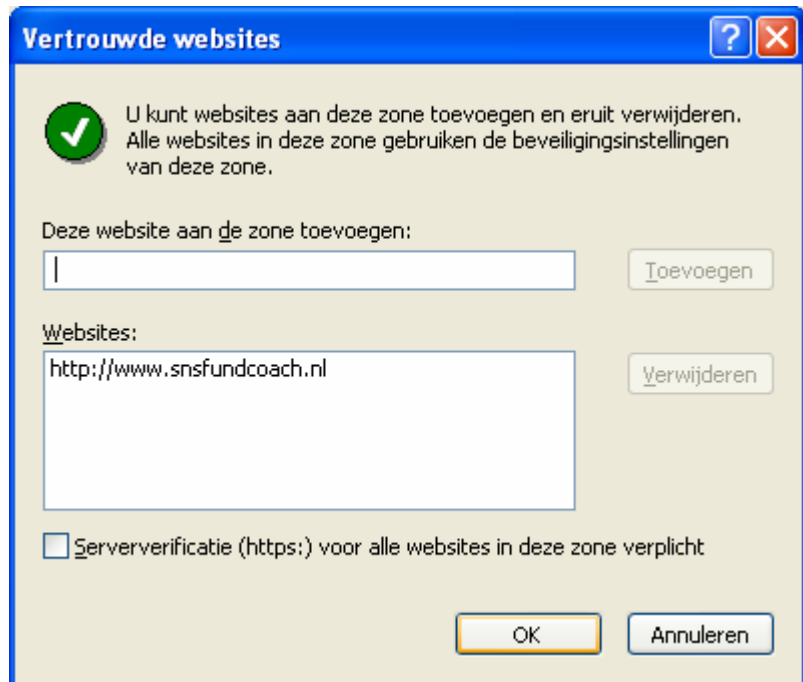 Vertrouwde websites
U kunt websites aan deze zone toevoegen en eruit verwijderen.
Alle websites in deze zone gebruiken de beveiligingsinstellingen
van deze zone.
Deze website aan de zone toevoegen:
Toevoegen
Websites:
http://www.snsfundcoach.nl
Verwijderen
Serververificatie (https:) voor alle websites in deze zone verplicht
OK
Annuleren